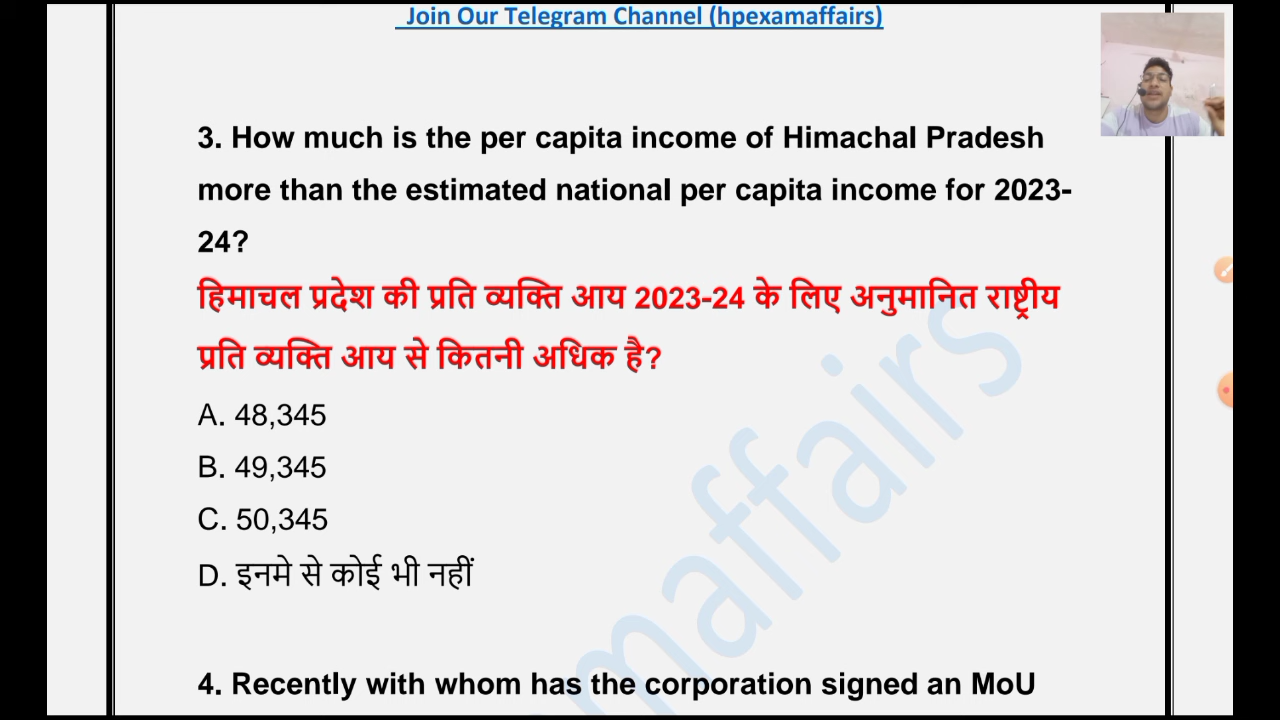 Join Our Telegram Channel (hpexamaffairs)
3. How much is the per capita income of Himachal Pradesh
more than the estimated national per capita income for 2023-
24?
हिमाचल प्रदेश की प्रति व्यक्ति आय 2023-24 के लिए अनुमानित राष्ट्रीय
प्रति व्यक्ति आय से कितनी अधिक है?
A. 48,345
B. 49,345
C. 50,345
D. इनमे से कोई भी नहीं
maffairs
4. Recently with whom has the corporation signed an MoU